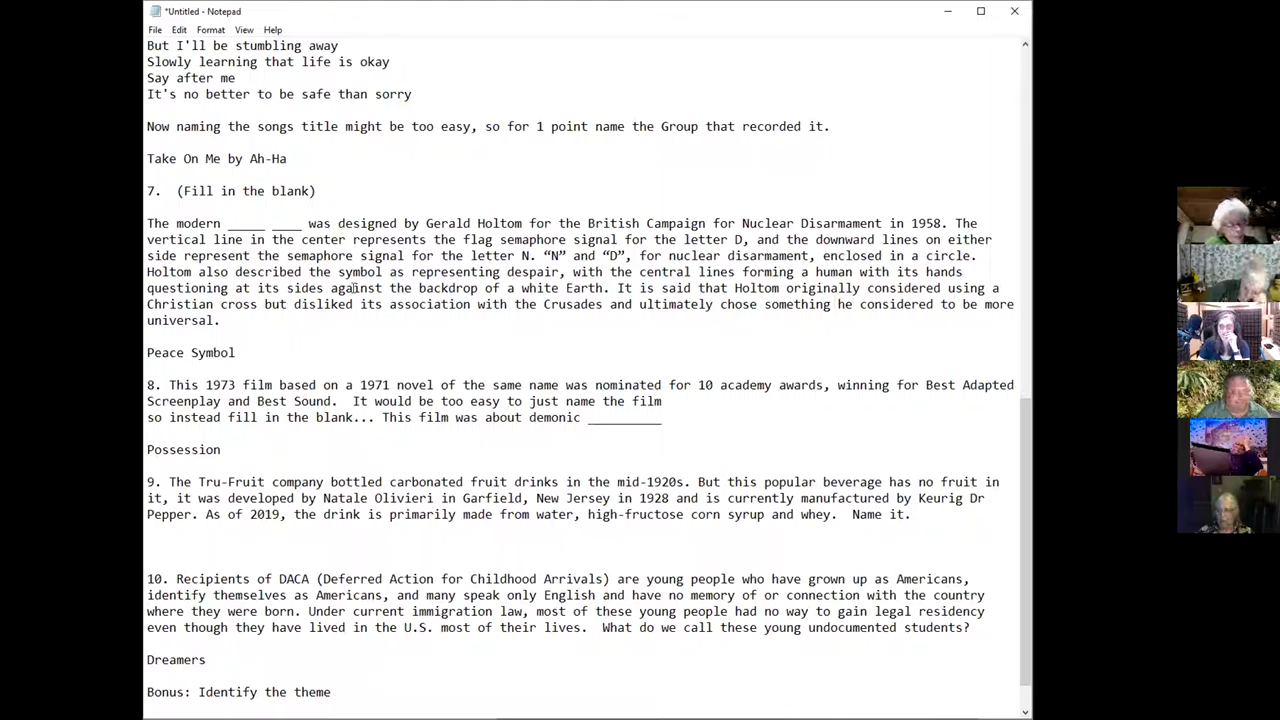 *Untitled - Notepad
File Edit Format View Help
But I'll be stumbling away
Slowly learning that life is okay
Say after me
It's no better to be safe than sorry
Now naming the songs title might be too easy, so for 1 point name the Group that recorded it.
Take On Me by Ah-Ha
7. (Fill in the blank)
The modern _____ ____ was designed by Gerald Holtom for the British Campaign for Nuclear Disarmament in 1958. The
vertical line in the center represents the flag semaphore signal for the letter D, and the downward lines on either
side represent the semaphore signal for the letter N. “N” and “D”, for nuclear disarmament, enclosed in a circle.
Holtom also described the symbol as representing despair, with the central lines forming a human with its hands
questioning at its sides against the backdrop of a white Earth. It is said that Holtom originally considered using a
Christian cross but disliked its association with the Crusades and ultimately chose something he considered to be more
universal.
Peace Symbol
8. This 1973 film based on a 1971 novel of the same name was nominated for 10 academy awards, winning for Best Adapted
Screenplay and Best Sound. It would be too easy to just name the film
so instead fill in the blank... This film was about demonic __________
Possession
9. The Tru-Fruit company bottled carbonated fruit drinks in the mid-1920s. But this popular beverage has no fruit in
it, it was developed by Natale Olivieri in Garfield, New Jersey in 1928 and is currently manufactured by Keurig Dr
Pepper. As of 2019, the drink is primarily made from water, high-fructose corn syrup and whey. Name it.
10. Recipients of DACA (Deferred Action for Childhood Arrivals) are young people who have grown up as Americans,
identify themselves as Americans, and many speak only English and have no memory of or connection with the country
where they were born. Under current immigration law, most of these young people had no way to gain legal residency
even though they have lived in the U.S. most of their lives. What do we call these young undocumented students?
Dreamers
Bonus: Identify the theme